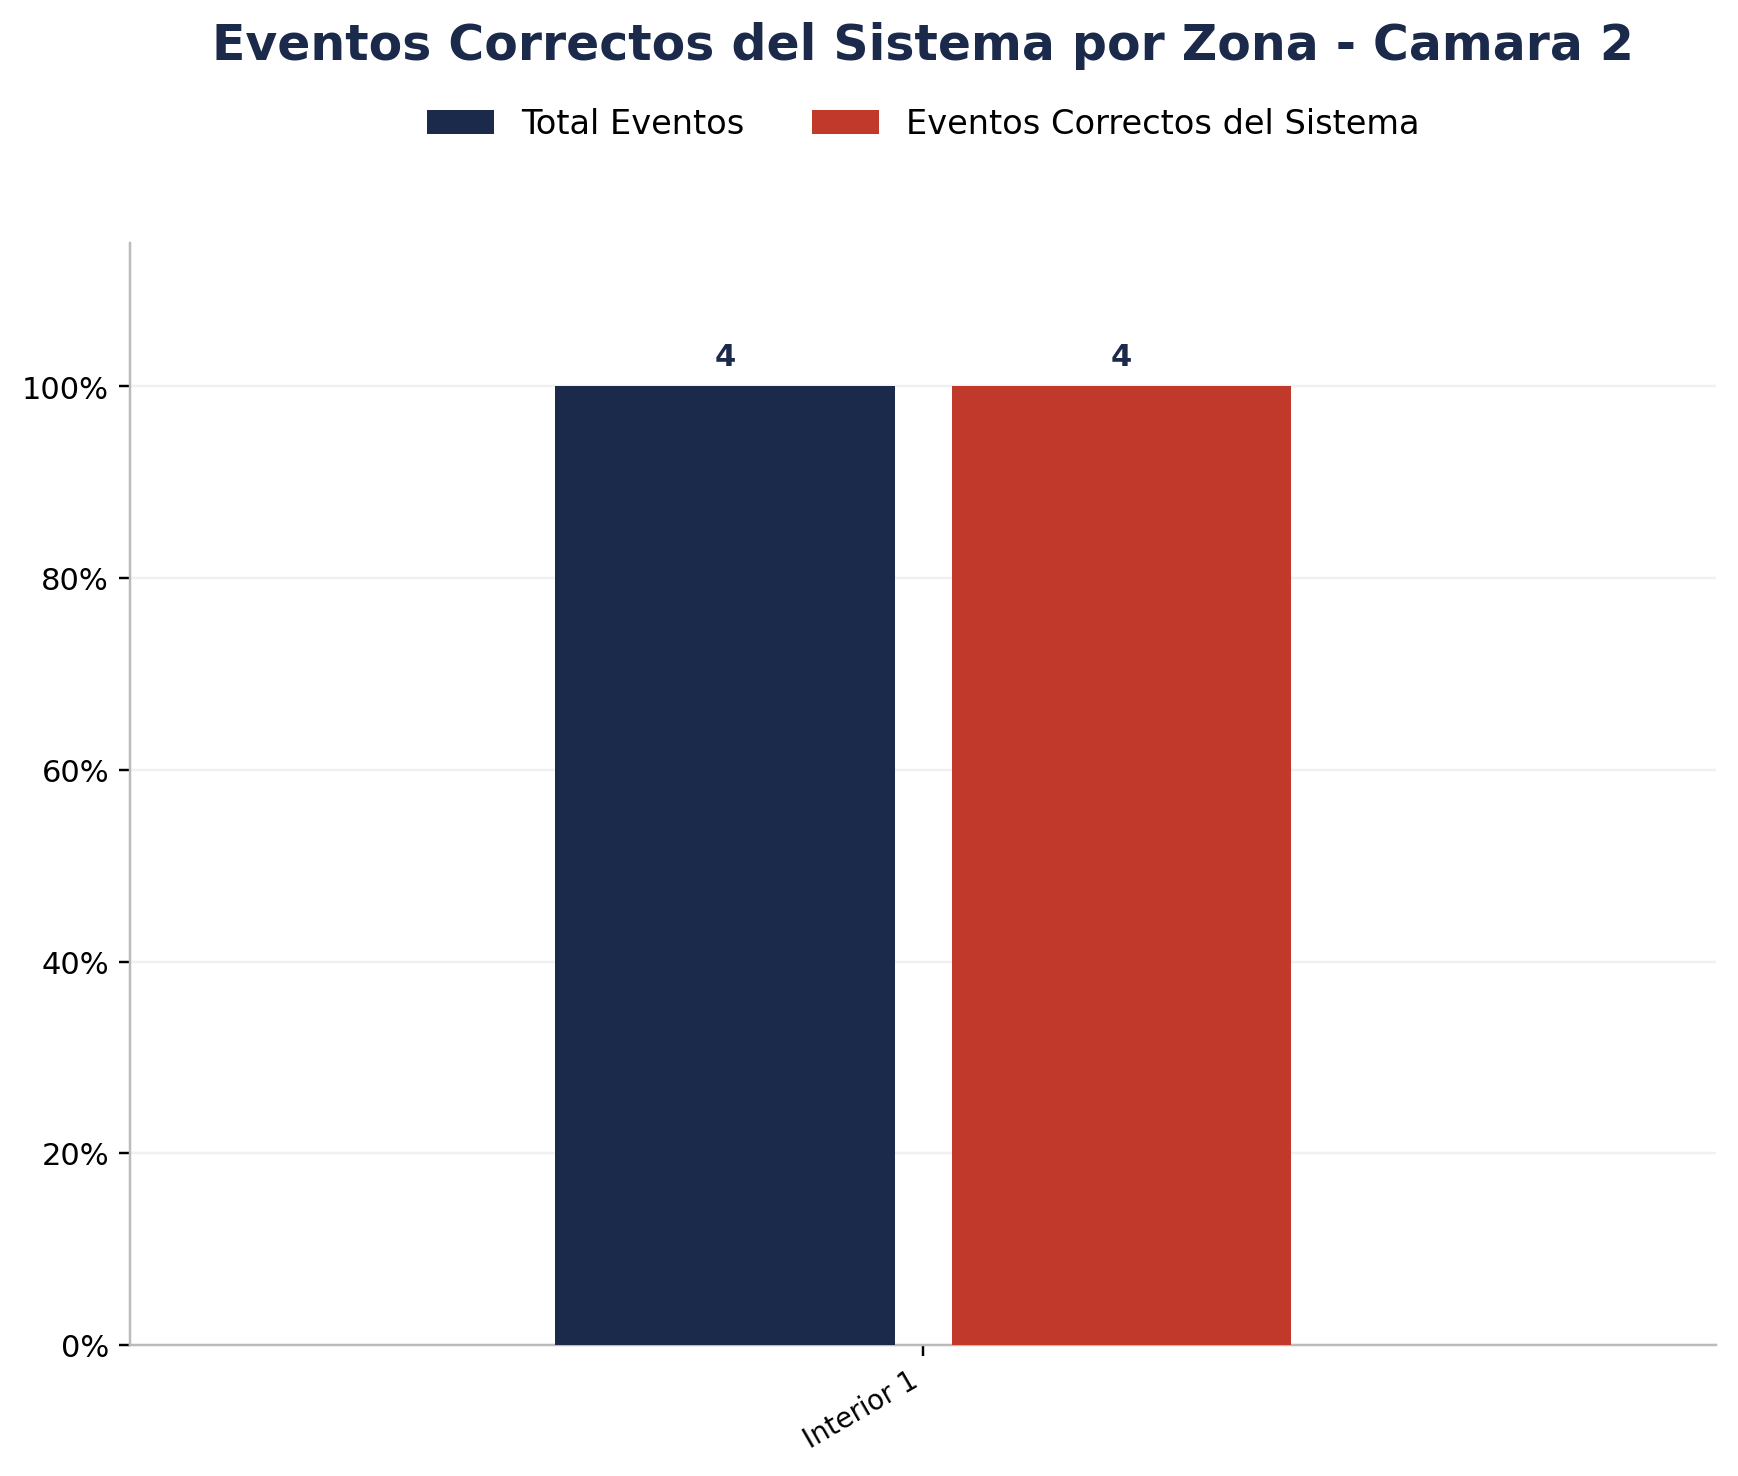 Eventos Correctos del Sistema por Zona - Camara 2
Total Eventos
Eventos Correctos del Sistema
4
4
100%
80%
60%
40%
20%
0%
Interior 1